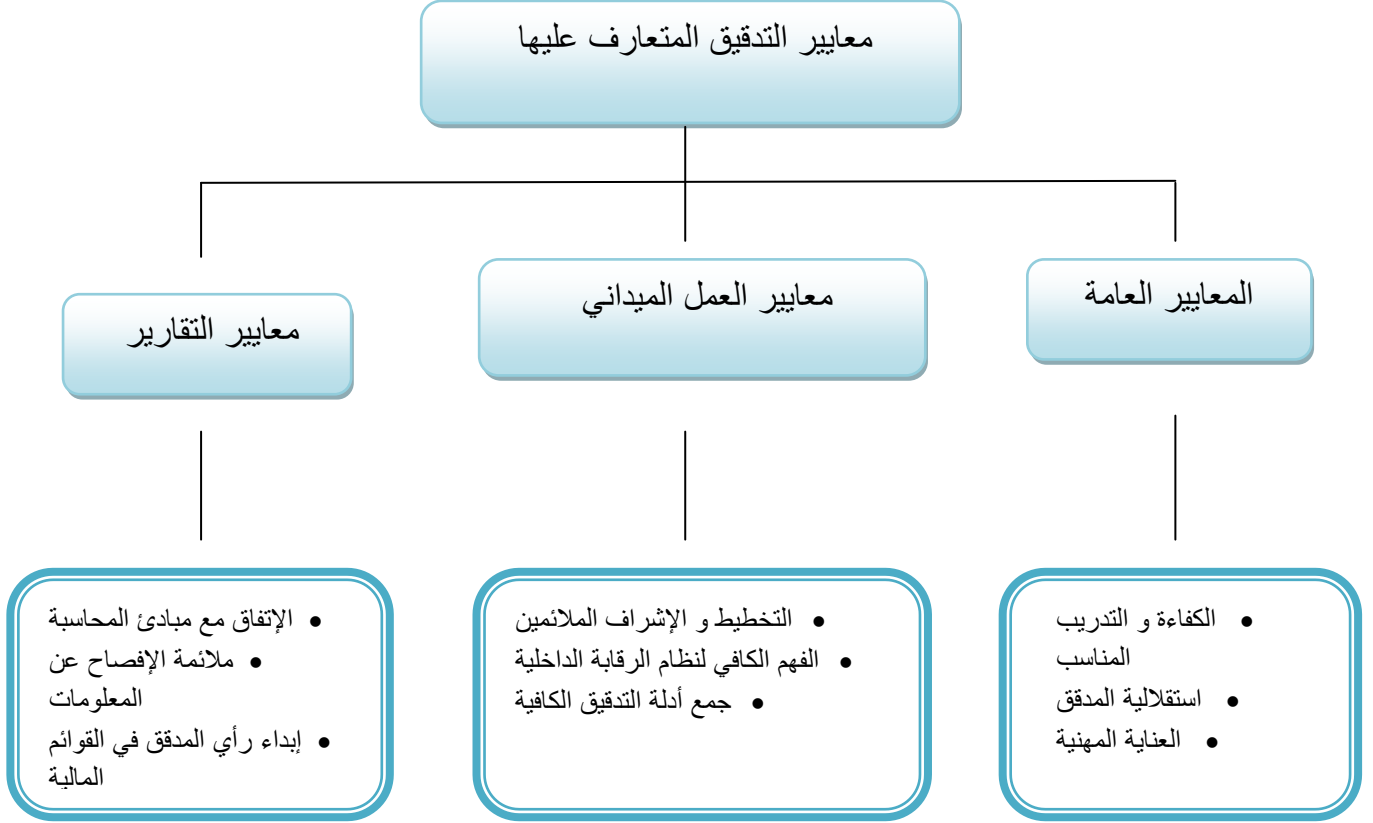 معايير التدقيق المتعارف عليها
المعايير العامة
معايير العمل الميداني
معايير التقارير
• الكفاءة و التدريب
المناسب
• استقلالية المدقق
• العناية المهنية
• التخطيط و الإشراف الملائمين
• الفهم الكافي لنظام الرقابة الداخلية
• جمع أدلة التدقيق الكافية
• الإتفاق مع مبادئ المحاسبة
• ملائمة الإفصاح عن
المعلومات
• إبداء رأي المدقق في القوائم
المالية